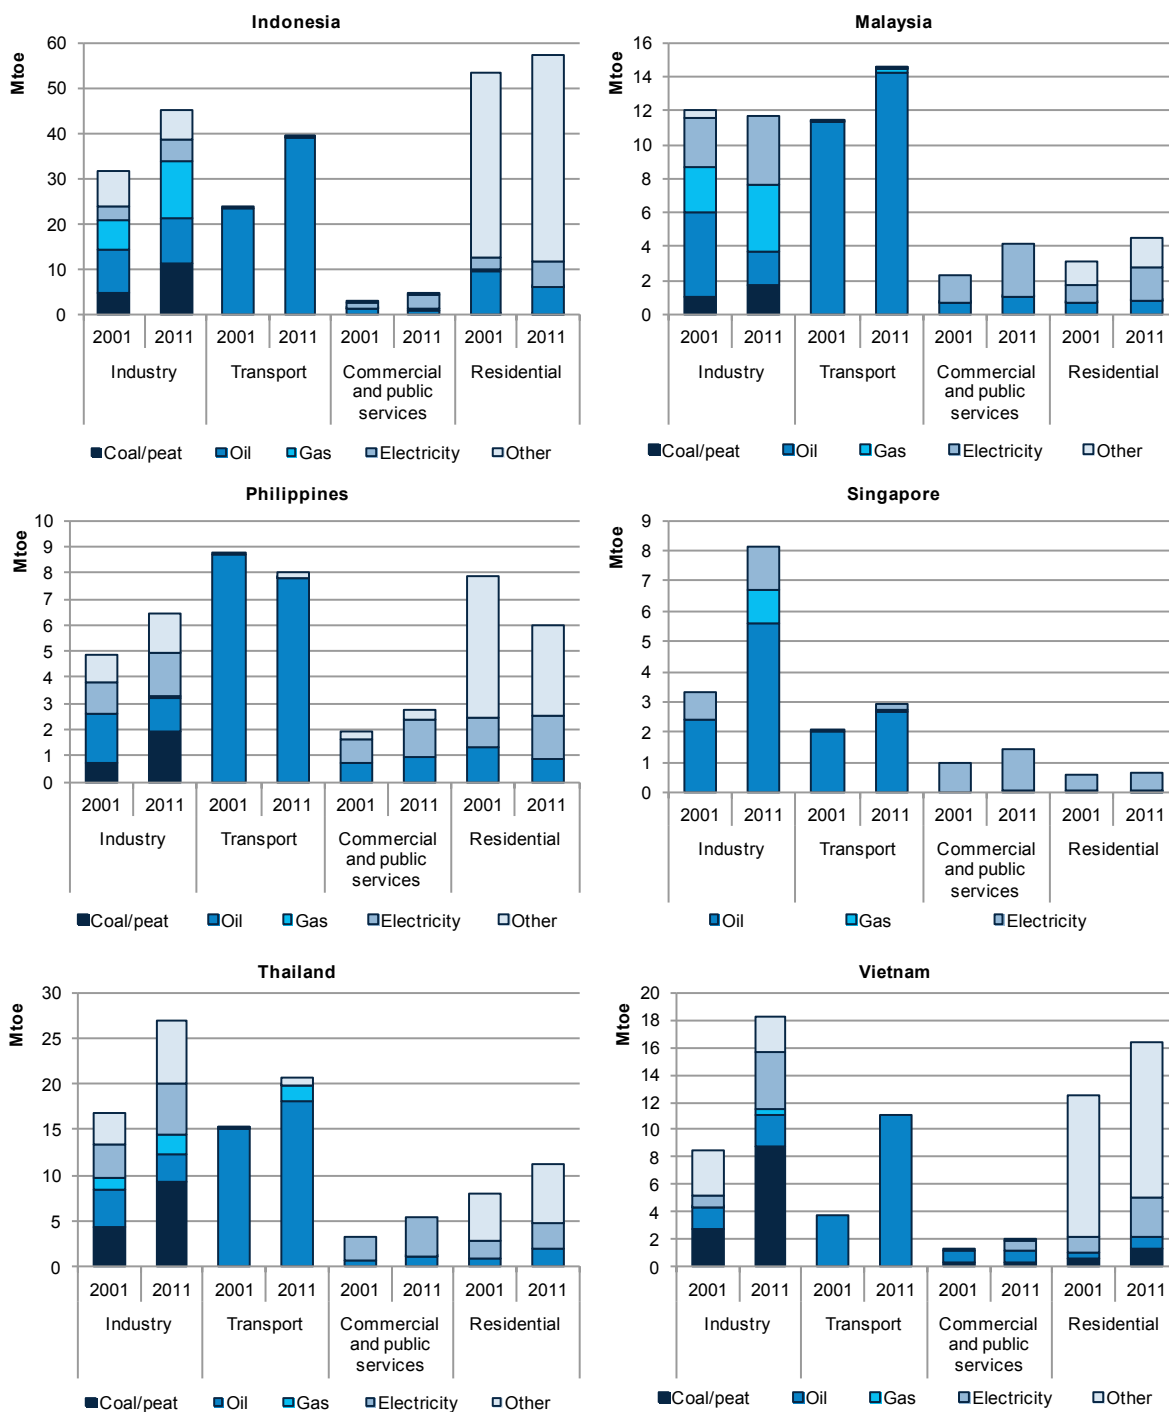 Indonesia
Mtoe
60
50
40
30
20
10
0
2001 2011 2001 2011 2001 2011 2001 2011
Industry Transport Commercial and public services Residential
Coal/peat Oil Gas Electricity Other
Malaysia
Mtoe
16
14
12
10
8
6
4
2
0
2001 2011 2001 2011 2001 2011 2001 2011
Industry Transport Commercial and public services Residential
Coal/peat Oil Gas Electricity Other
Philippines
Mtoe
10
9
8
7
6
5
4
3
2
1
0
2001 2011 2001 2011 2001 2011 2001 2011
Industry Transport Commercial and public services Residential
Coal/peat Oil Gas Electricity Other
Singapore
Mtoe
9
8
7
6
5
4
3
2
1
0
2001 2011 2001 2011 2001 2011 2001 2011
Industry Transport Commercial and public services Residential
Oil Gas Electricity
Thailand
Mtoe
30
25
20
15
10
5
0
2001 2011 2001 2011 2001 2011 2001 2011
Industry Transport Commercial and public services Residential
Coal/peat Oil Gas Electricity Other
Vietnam
Mtoe
20
18
16
14
12
10
8
6
4
2
0
2001 2011 2001 2011 2001 2011 2001 2011
Industry Transport Commercial and public services Residential
Coal/peat Oil Gas Electricity Other